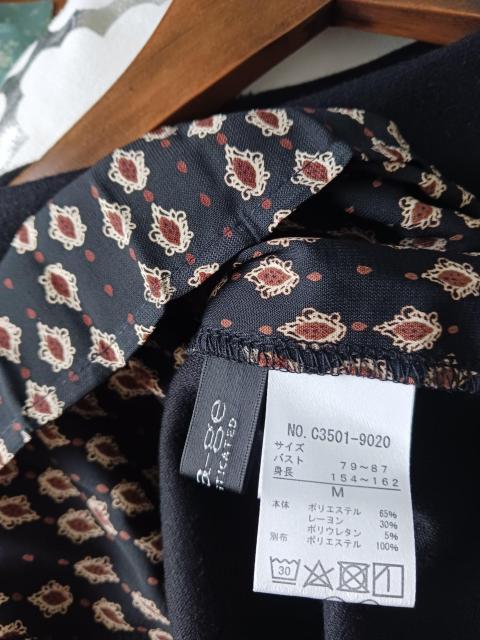 a-ge
NO. C3501-9020
サイズ
バスト 79~87
身長 154~162
M
本体 ポリエステル 65%
レーヨン 30%
ポリウレタン 5%
別布 ポリエステル 100%
30